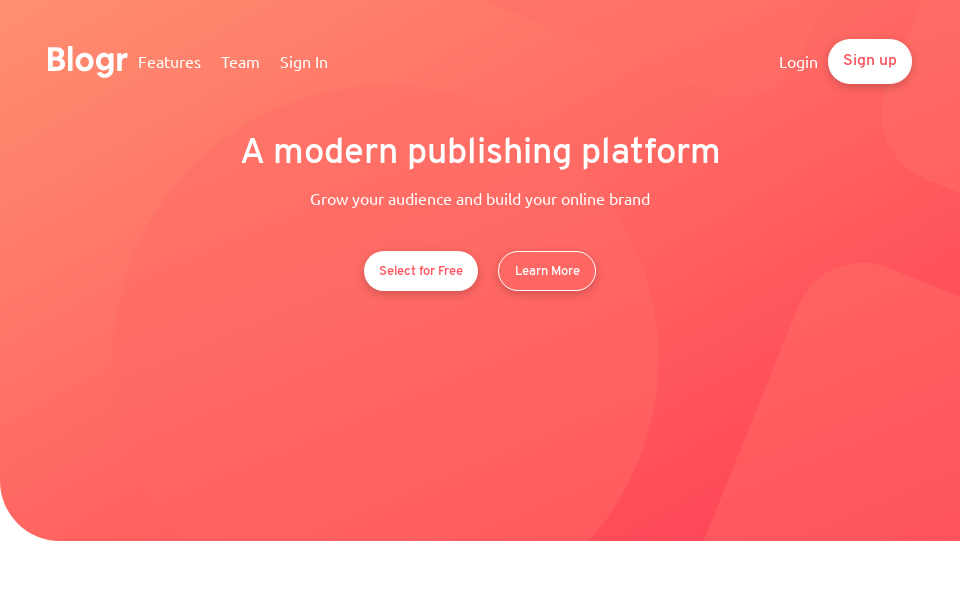 Blogr Features Team Sign In Login Sign up
A modern publishing platform
Grow your audience and build your online brand
Select for Free Learn More